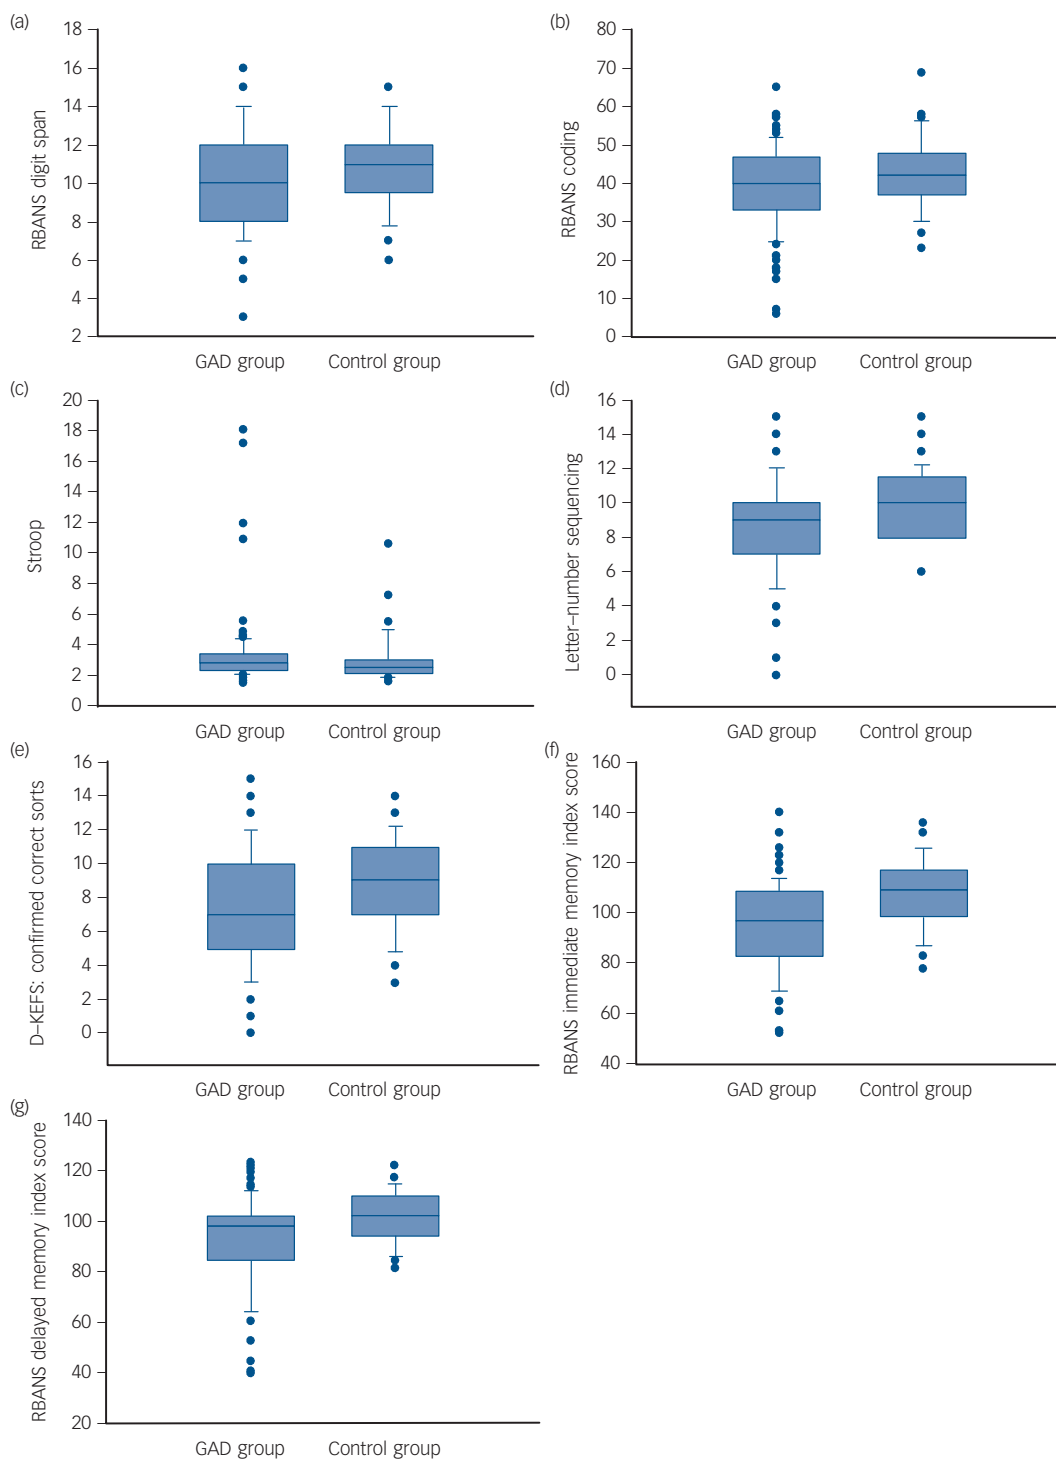 (a)
RBANS digit span
18
16
14
12
10
8
6
4
2
GAD group
Control group
(b)
RBANS coding
80
70
60
50
40
30
20
10
0
GAD group
Control group
(c)
Stroop
20
18
16
14
12
10
8
6
4
2
0
GAD group
Control group
(d)
Letter–number sequencing
16
14
12
10
8
6
4
2
0
GAD group
Control group
(e)
D–KEFS: confirmed correct sorts
16
14
12
10
8
6
4
2
0
GAD group
Control group
(f)
RBANS immediate memory index score
160
140
120
100
80
60
40
GAD group
Control group
(g)
RBANS delayed memory index score
140
120
100
80
60
40
20
GAD group
Control group